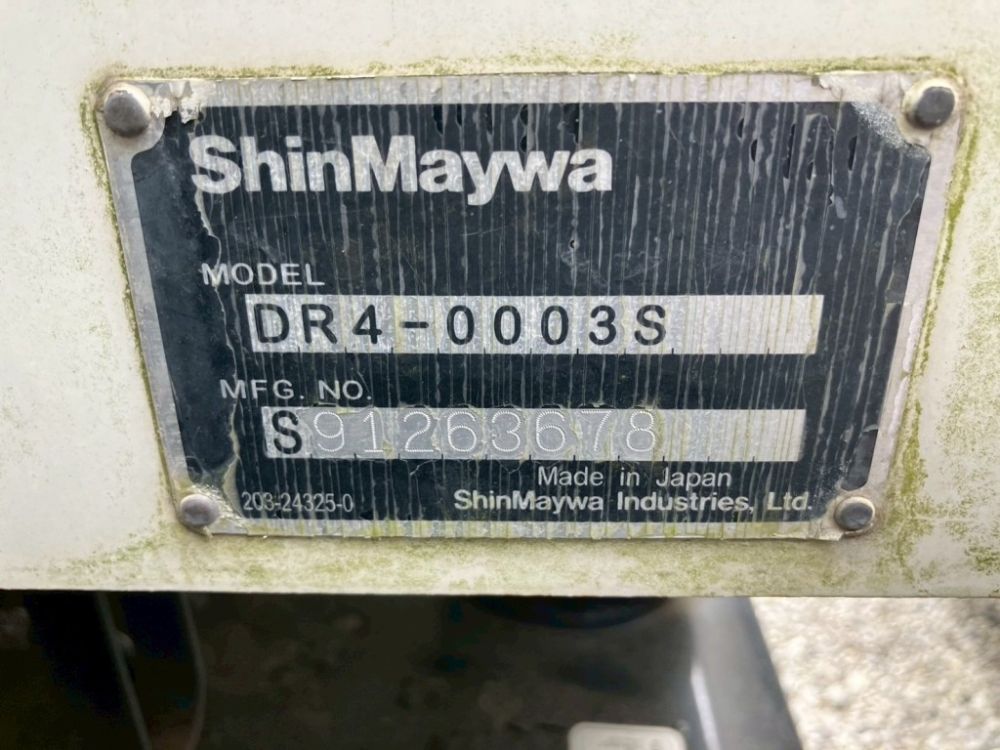 ShinMaywa
MODEL
DR4-0003S
MFG. NO.
S91263678
Made in Japan
203-24325-0
ShinMaywa Industries, Ltd.